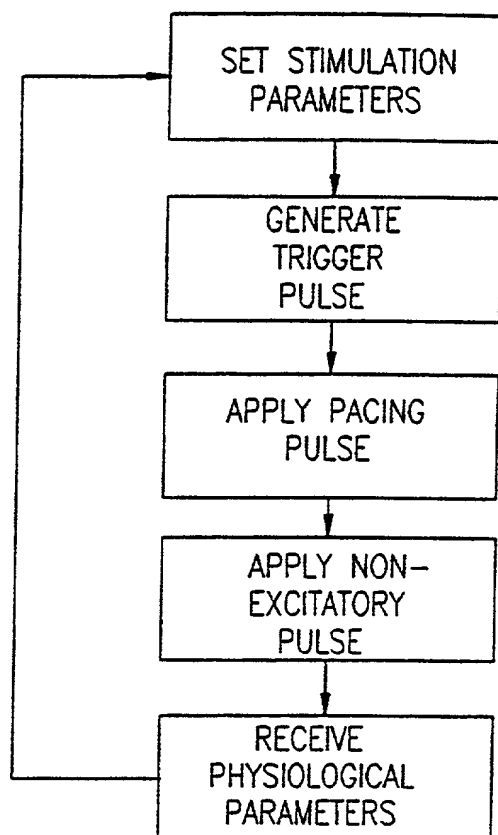 SET STIMULATION
PARAMETERS
GENERATE
TRIGGER
PULSE
APPLY PACING
PULSE
APPLY NON-
EXCITATORY
PULSE
RECEIVE
PHYSIOLOGICAL
PARAMETERS